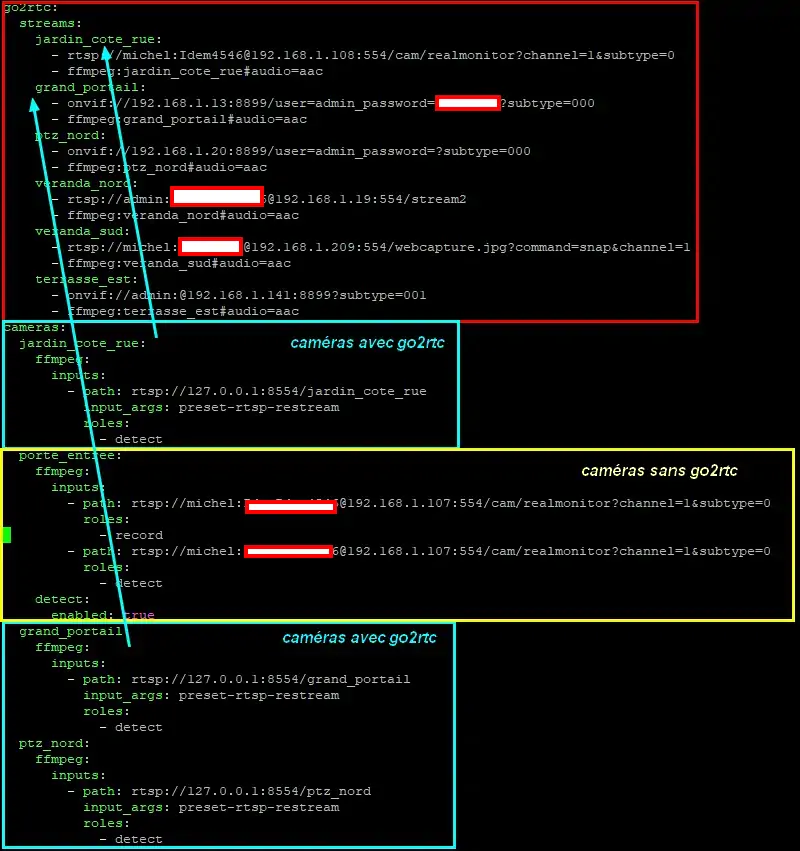 go2rtc:
  streams:
    jardin_cote_rue:
      - rtsp://michel:Idem4546@192.168.1.108:554/cam/realmonitor?channel=1&subtype=0
      - ffmpeg:jardin_cote_rue#audio=aac
    grand_portail:
      - onvif://192.168.1.13:8899/user=admin_password= ?subtype=000
      - ffmpeg:grand_portail#audio=aac
    ptz_nord:
      - onvif://192.168.1.20:8899/user=admin_password=?subtype=000
      - ffmpeg:ptz_nord#audio=aac
    veranda_nord:
      - rtsp://admin: @192.168.1.19:554/stream2
      - ffmpeg:veranda_nord#audio=aac
    veranda_sud:
      - rtsp://michel: @192.168.1.209:554/webcapture.jpg?command=snap&channel=1
      - ffmpeg:veranda_sud#audio=aac
    terrasse_est:
      - onvif://admin:@192.168.1.141:8899?subtype=001
      - ffmpeg:terrasse_est#audio=aac
cameras:
  jardin_cote_rue: caméras avec go2rtc
    ffmpeg:
      inputs:
        - path: rtsp://127.0.0.1:8554/jardin_cote_rue
          input_args: preset-rtsp-restream
          roles:
            - detect
  porte_entree:
    ffmpeg: caméras sans go2rtc
      inputs:
        - path: rtsp://michel: @192.168.1.107:554/cam/realmonitor?channel=1&subtype=0
          roles:
            - record
        - path: rtsp://michel: 6@192.168.1.107:554/cam/realmonitor?channel=1&subtype=0
          roles:
            - detect
    detect:
      enabled: true
  grand_portail caméras avec go2rtc
    ffmpeg:
      inputs:
        - path: rtsp://127.0.0.1:8554/grand_portail
          input_args: preset-rtsp-restream
          roles:
            - detect
  ptz_nord:
    ffmpeg:
      inputs:
        - path: rtsp://127.0.0.1:8554/ptz_nord
          input_args: preset-rtsp-restream
          roles:
            - detect